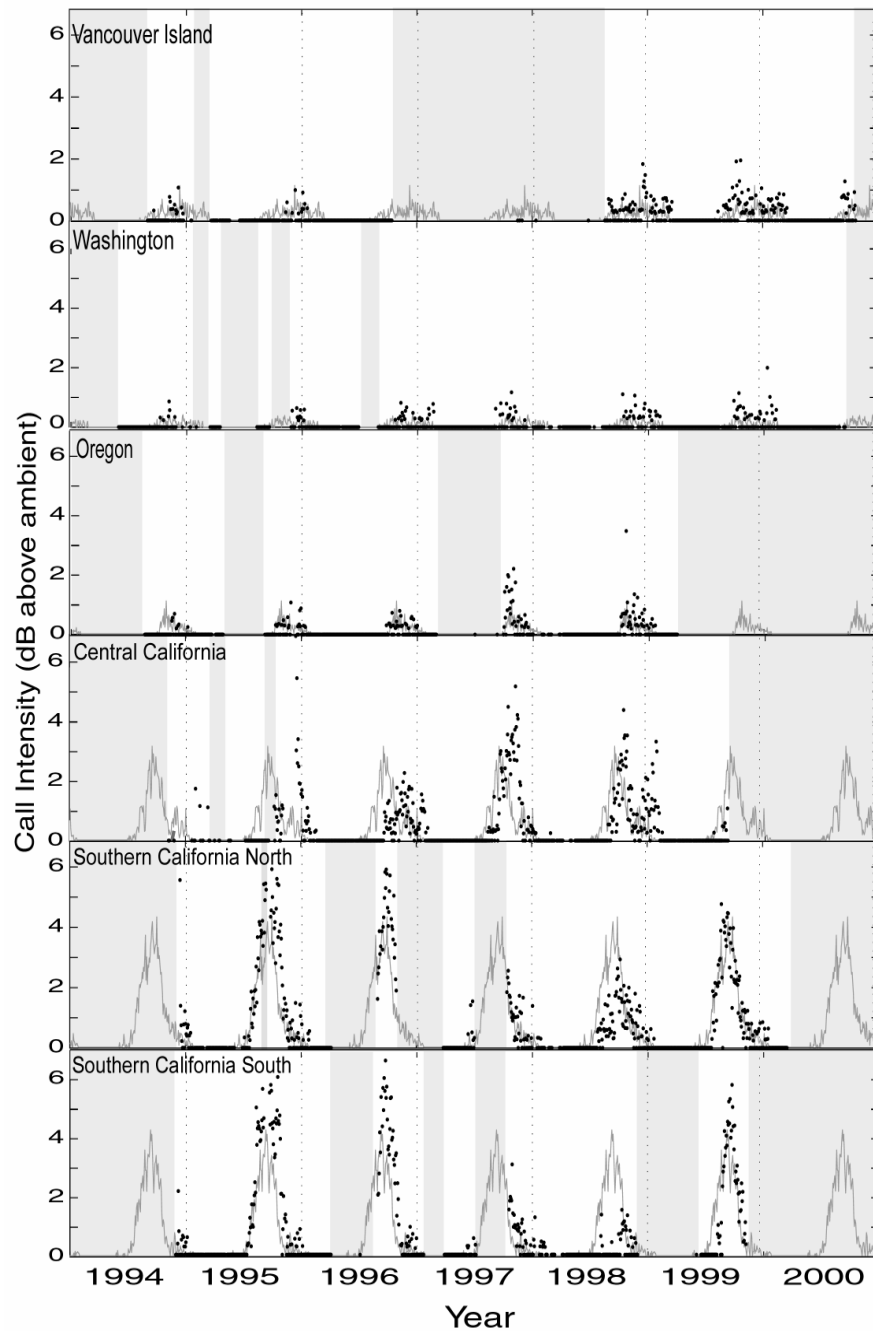 Vancouver Island
6
4
2
0
Washington
6
4
2
0
Oregon
6
4
2
0
Central California
6
4
2
0
Southern California North
6
4
2
0
Southern California South
6
4
2
0
Call Intensity (dB above ambient)
1994 1995 1996 1997 1998 1999 2000
Year